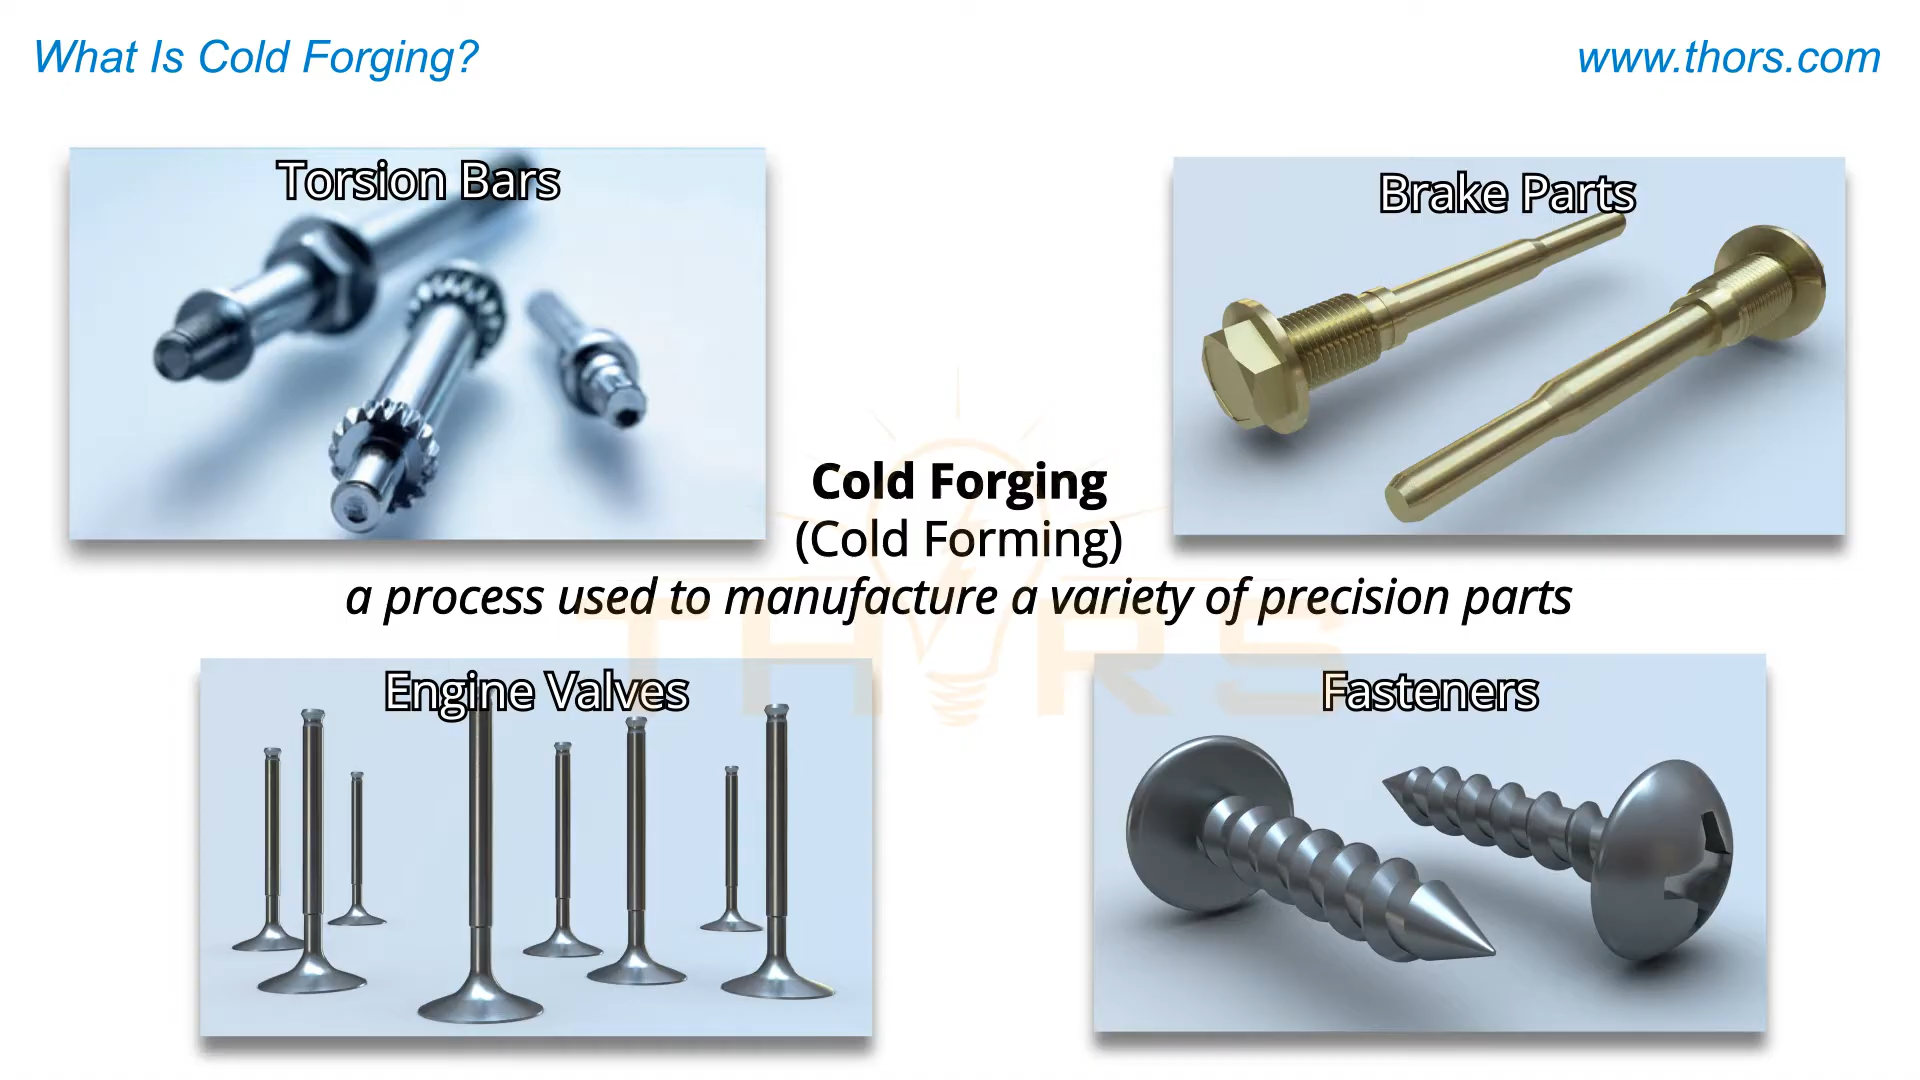 What Is Cold Forging?
www.thors.com
Torsion Bars
Brake Parts
Cold Forging
(Cold Forming)
a process used to manufacture a variety of precision parts
THORS
Engine Valves
Fasteners